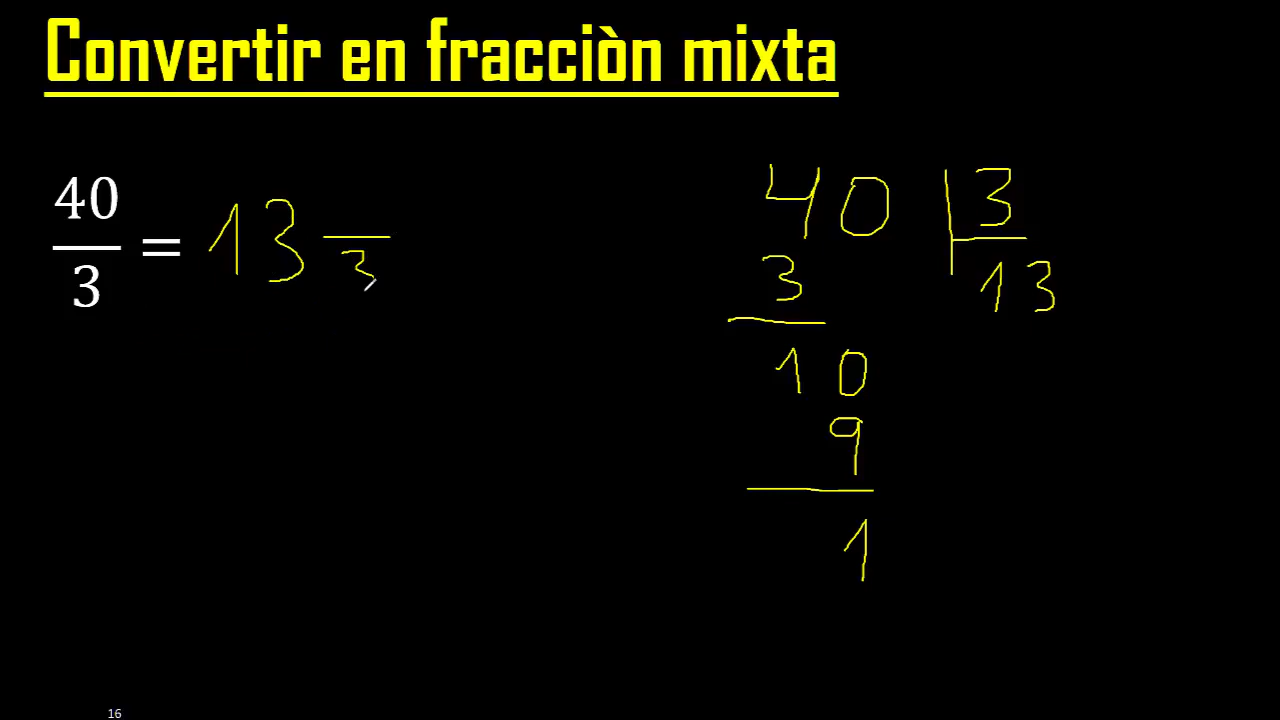 Convertir en fracciòn mixta
40/3 = 13 /3
40 | 3
3 13
10
9
1
16